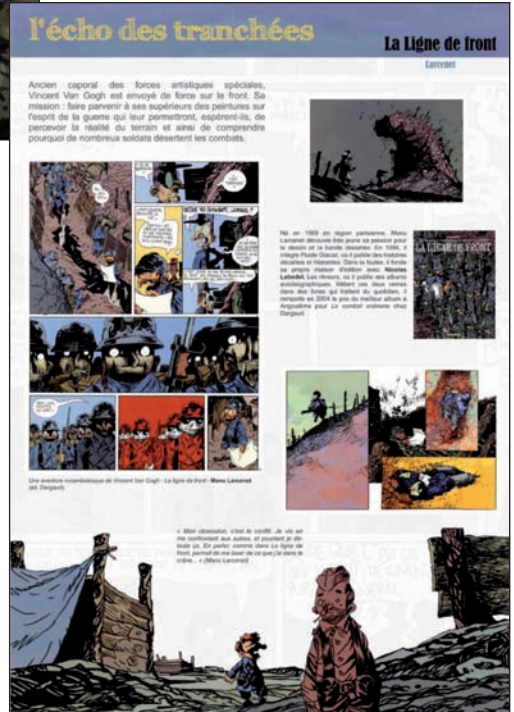 l'écho des tranchées
La Ligne de front
Larcenet
Ancien caporal des forces artistiques spéciales,
Vincent Van Gogh est envoyé de force sur le front. Sa
mission : faire parvenir à ses supérieurs des peintures sur
l'esprit de la guerre qui leur permettront, espèrent-ils, de
percevoir la réalité du terrain et ainsi de comprendre
pourquoi de nombreux soldats désertent les combats.
Né en 1969 en région parisienne, Manu
Larcenet découvre très jeune sa passion pour
le dessin et la bande dessinée. En 1994, il
intègre Fluide Glacial, où il publie des histoires
décalées et hilarantes. Dans la foulée, il fonde
sa propre maison d'édition avec Nicolas
Lebedel, Les rêveurs, où il publie ses albums
autobiographiques. Mêlant ces deux veines
dans des livres qui traitent du quotidien, il
remporte en 2004 le prix du meilleur album à
Angoulême pour Le combat ordinaire chez
Dargaud.
LA LIGNE DE FRONT
Une aventure rocambolesque de Vincent Van Gogh - La ligne de front - Manu Larcenet
(éd. Dargaud).
« Mon obsession, c'est le conflit. Je vis en
me confrontant aux autres, et pourtant je dé-
teste ça. En parler, comme dans La ligne de
front, permet de me laver de ce que j'ai dans le
crâne... » (Manu Larcenet)